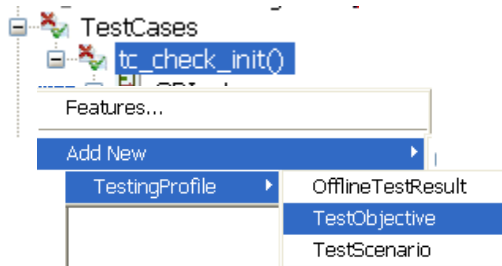 TestCases
tc_check_init()
Features...
Add New
TestingProfile
OfflineTestResult
TestObjective
TestScenario